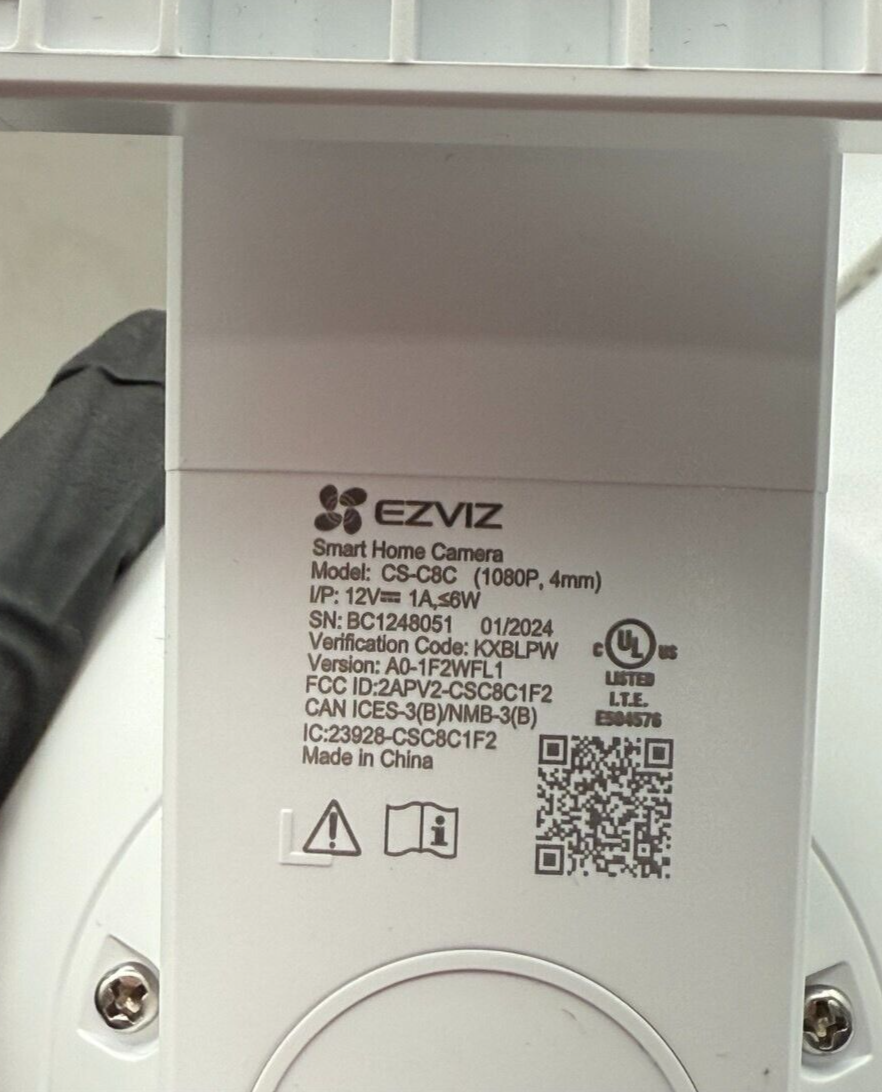 EZVIZ
Smart Home Camera
Model: CS-C8C (1080P, 4mm)
I/P: 12V⎓ 1A,≤6W
SN: BC1248051 01/2024
Verification Code: KXBLPW
Version: A0-1F2WFL1
FCC ID:2APV2-CSC8C1F2
CAN ICES-3(B)/NMB-3(B)
IC:23928-CSC8C1F2
Made in China
C UL US
LISTED
I.T.E.
E504576